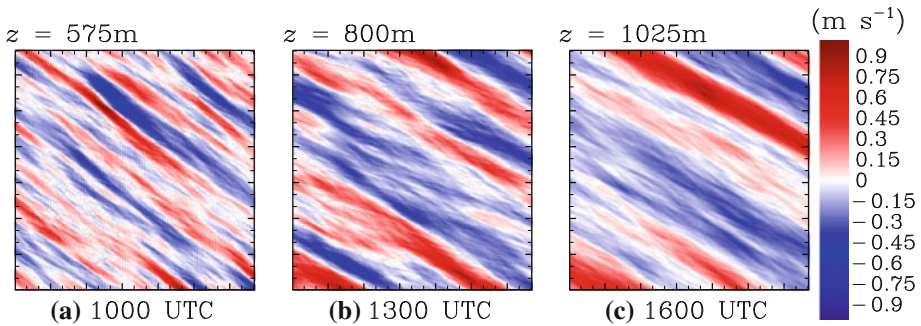 z = 575m
z = 800m
z = 1025m
(m s⁻¹)
0.9
0.75
0.6
0.45
0.3
0.15
0
−0.15
−0.3
−0.45
−0.6
−0.75
−0.9
(a) 1000 UTC
(b) 1300 UTC
(c) 1600 UTC